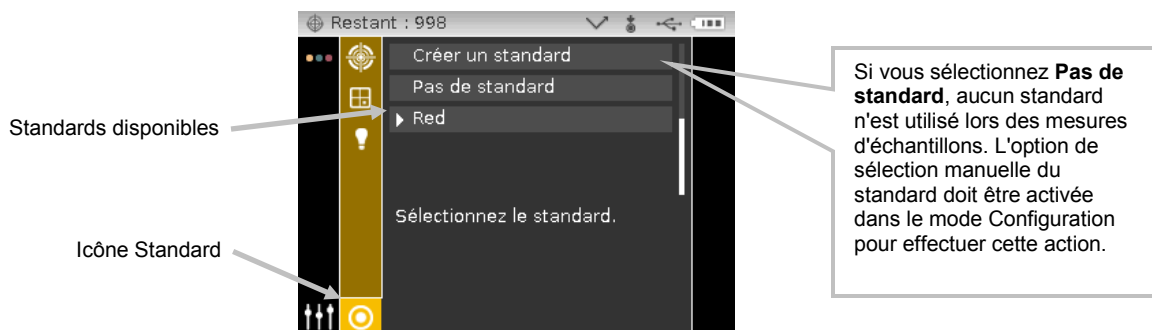 Restant : 998
Créer un standard
Pas de standard
Red
Sélectionnez le standard.
Standards disponibles
Icône Standard
Si vous sélectionnez Pas de
standard, aucun standard
n'est utilisé lors des mesures
d'échantillons. L'option de
sélection manuelle du
standard doit être activée
dans le mode Configuration
pour effectuer cette action.